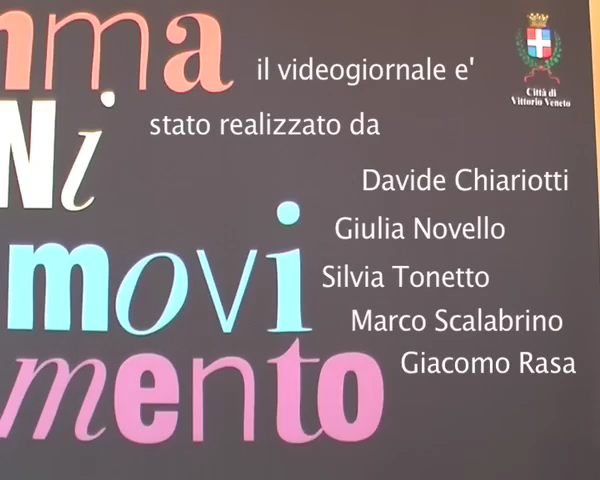 mma
il videogiornale e'
Città di
Vittorio Veneto
Ni
stato realizzato da
Davide Chiariotti
movi
Giulia Novello
Silvia Tonetto
Marco Scalabrino
mento
Giacomo Rasa